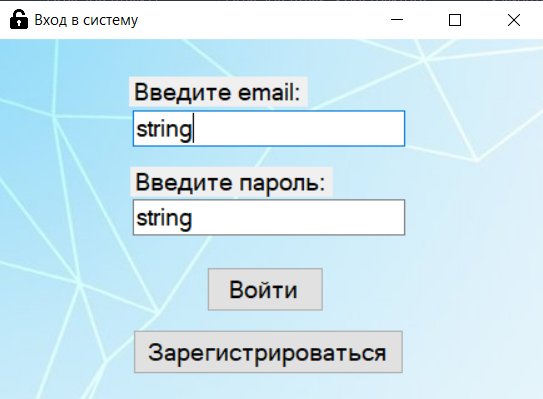 Вход в систему
Введите email:
string
Введите пароль:
string
Войти
Зарегистрироваться